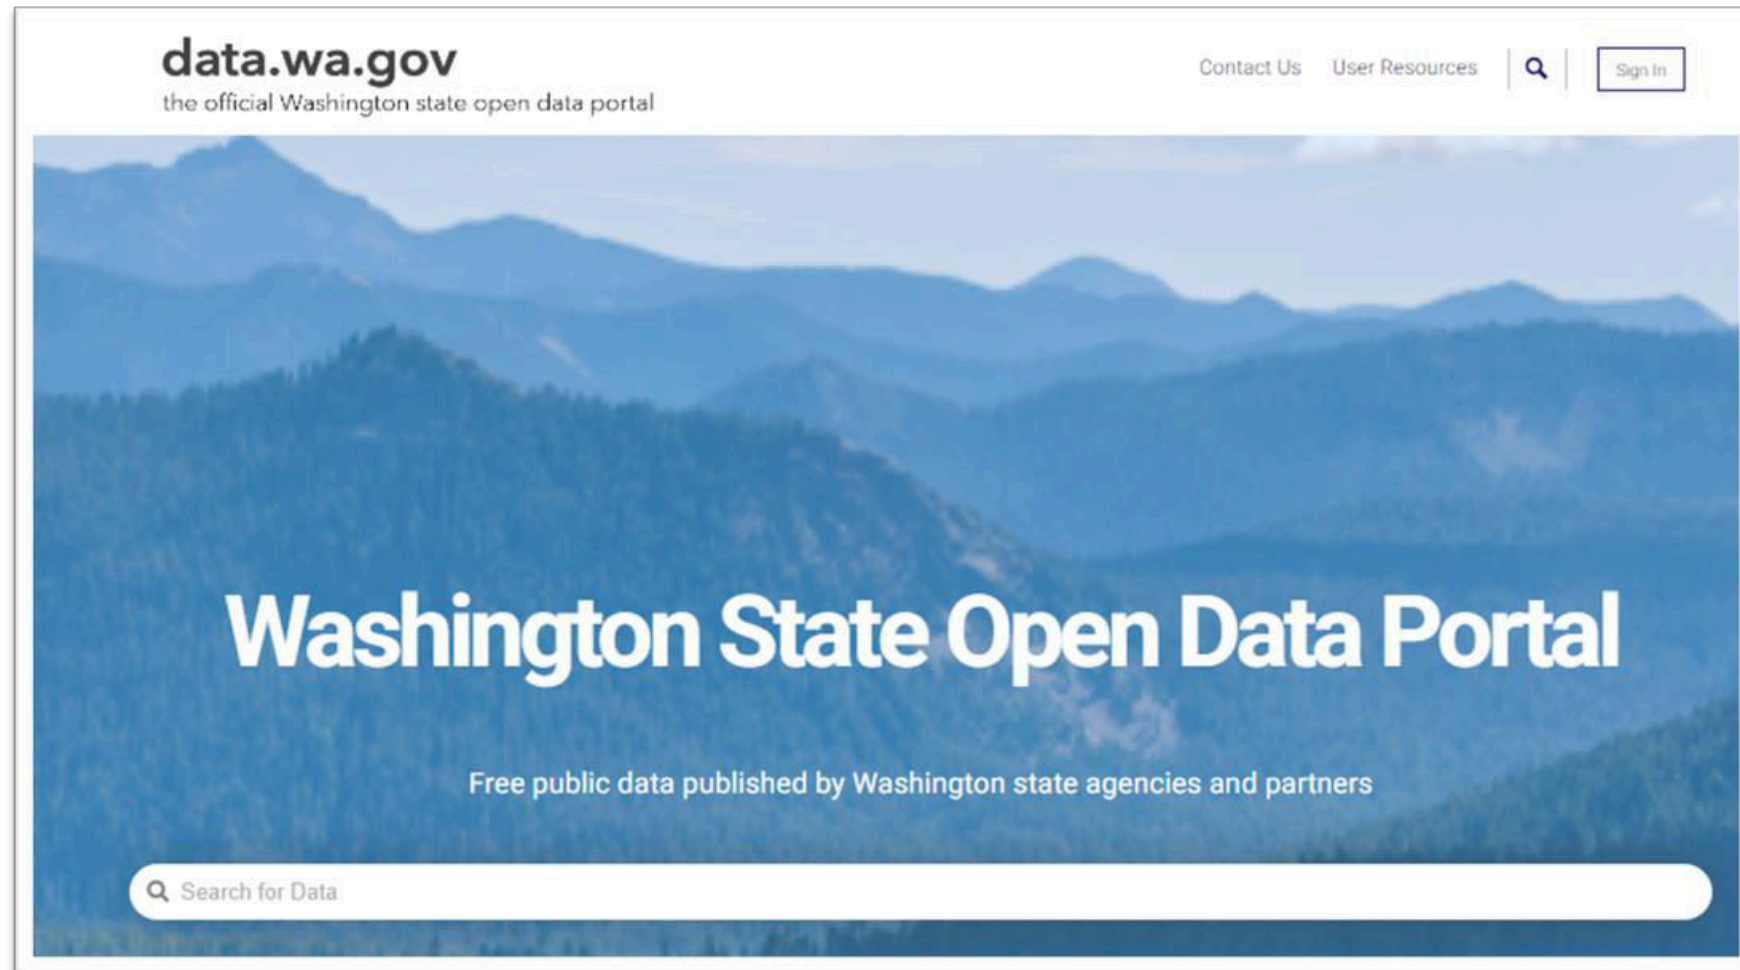 data.wa.gov
the official Washington state open data portal
Contact Us User Resources Sign In
Washington State Open Data Portal
Free public data published by Washington state agencies and partners
Search for Data